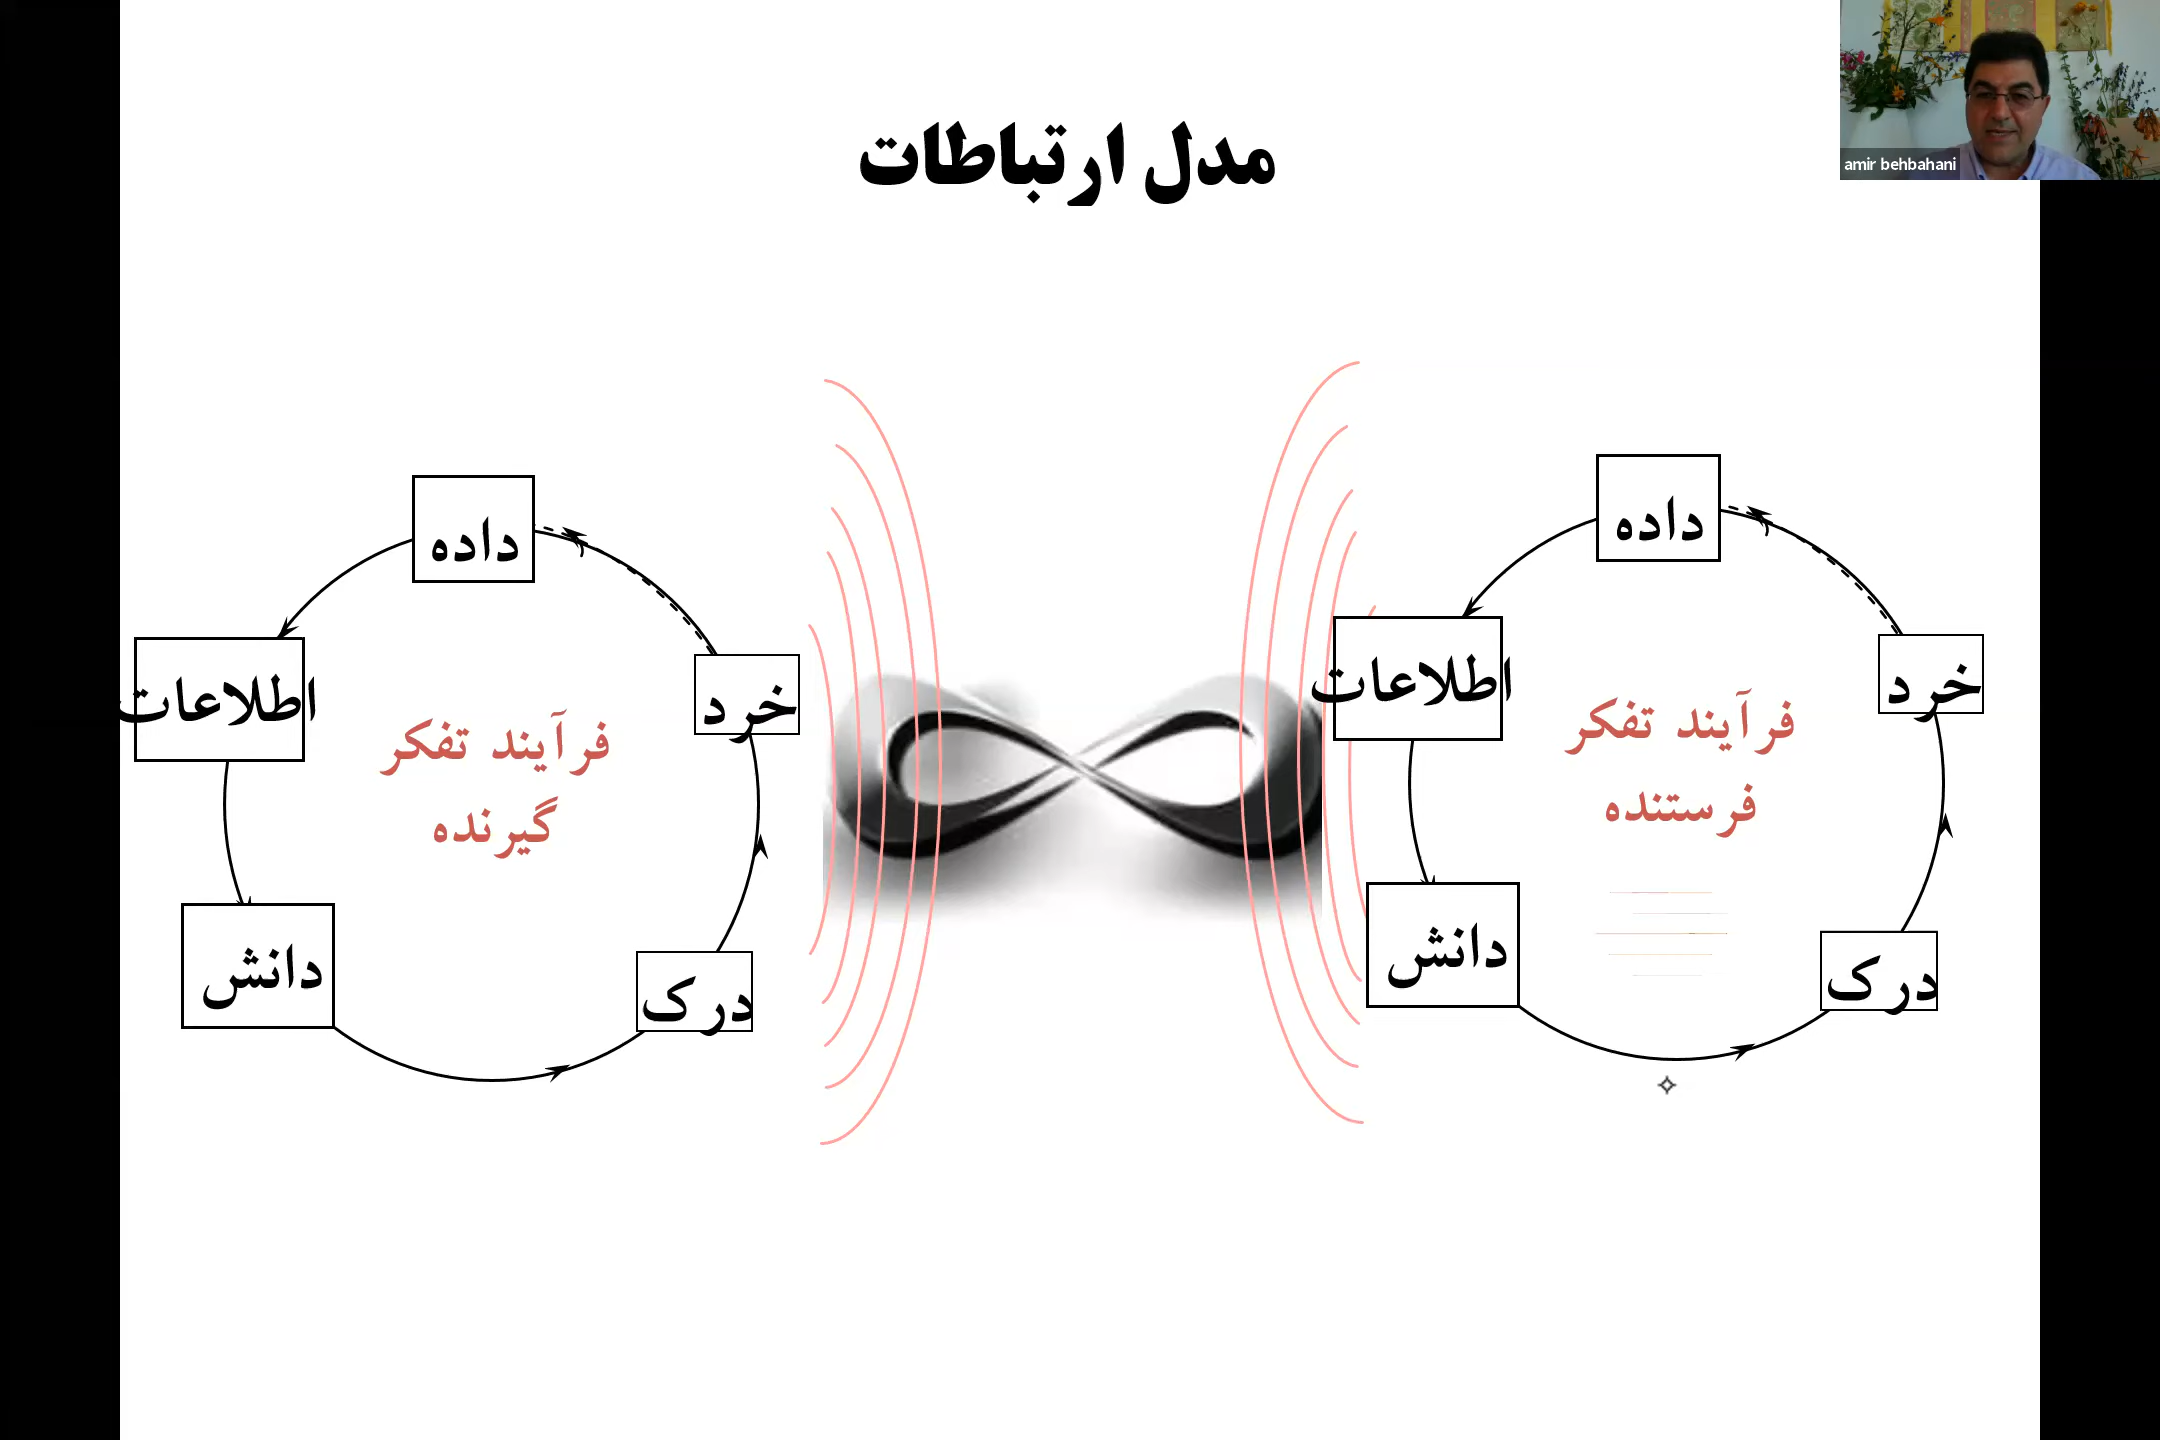 amir behbahani
مدل ارتباطات
داده
اطلاعات
خرد
فرآیند تفکر
فرستنده
دانش
درک
داده
اطلاعات
خرد
فرآیند تفکر
گیرنده
دانش
درک